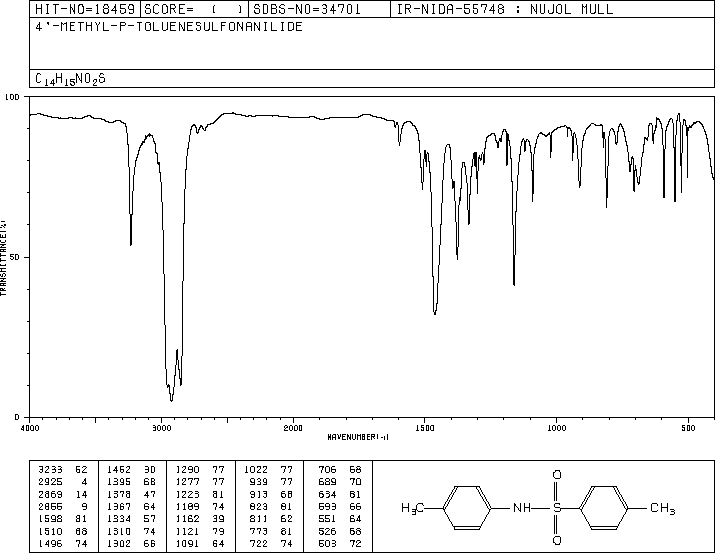 HIT-NO=18459 SCORE= ( ) SDBS-NO=34701 IR-NIDA-55748 : NUJOL MULL
4'-METHYL-P-TOLUENESULFONANILIDE
C14H15NO2S
100
50
0
TRANSMITTANCE(%)
4000 3000 2000 1500 1000 500
WAVENUMBER(-1)
3233 52 1462 30 1290 77 1022 77 706 68
2925 4 1395 68 1277 77 939 77 689 70
2869 14 1378 47 1223 81 913 68 634 81
2855 9 1367 64 1189 74 823 81 593 66
1598 81 1334 57 1162 39 811 62 551 64
1510 68 1310 74 1121 79 773 81 526 68
1496 74 1302 66 1091 64 722 74 503 72
O
H3C NH S CH3
O